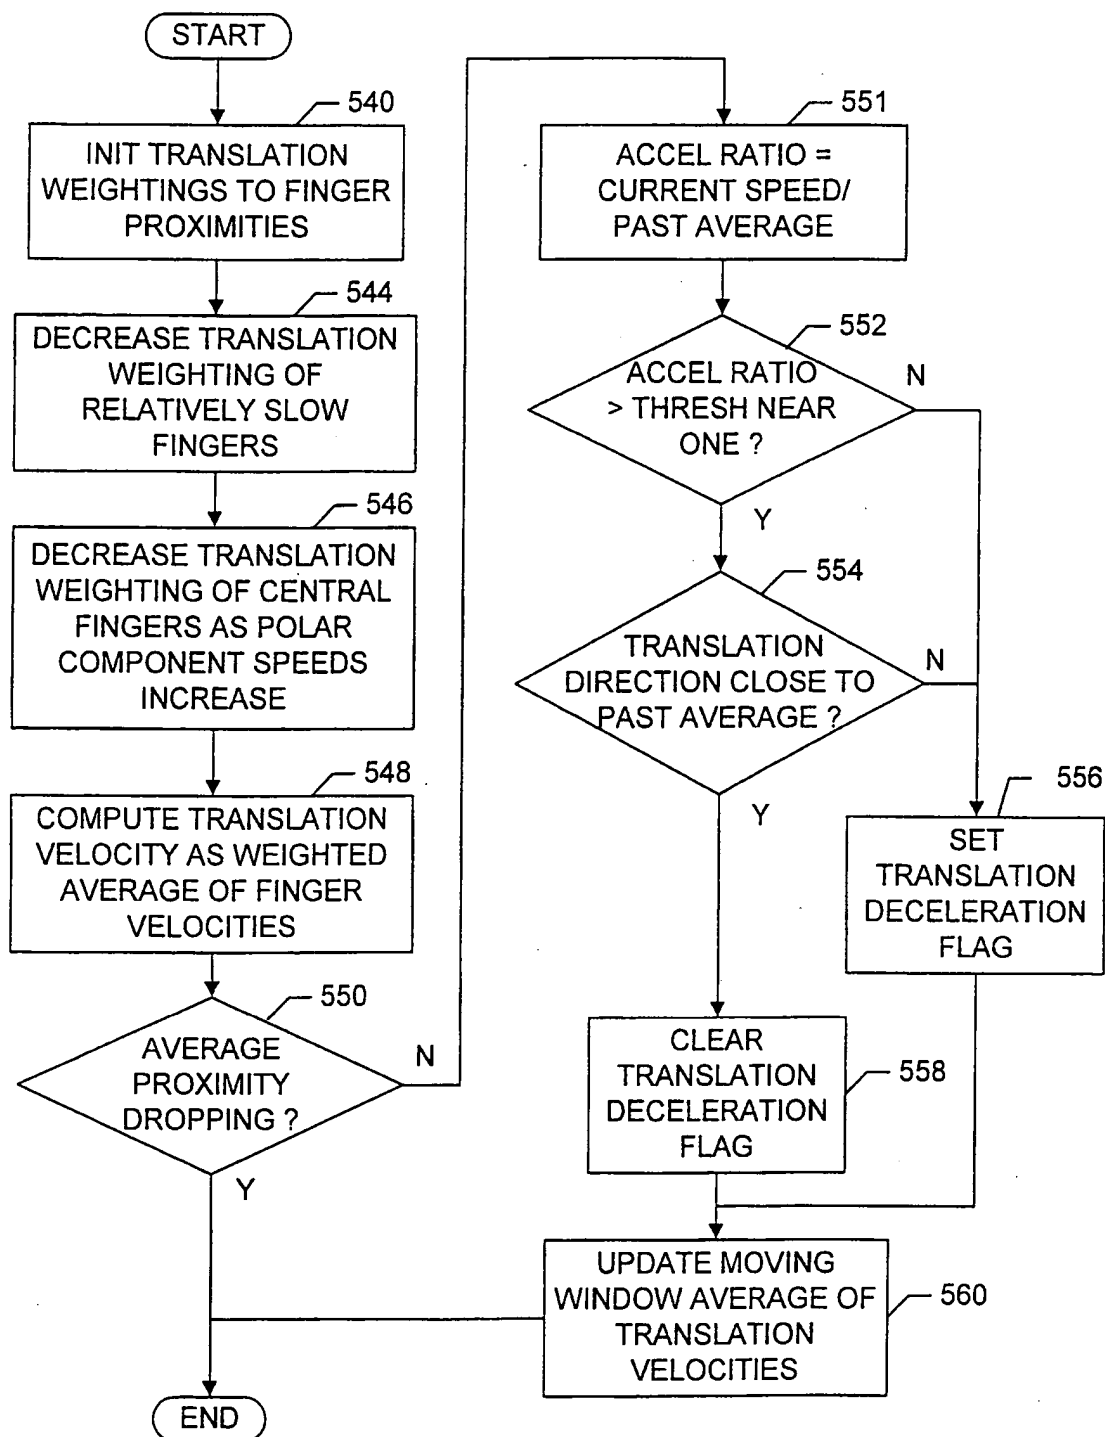 START
540
INIT TRANSLATION
WEIGHTINGS TO FINGER
PROXIMITIES
544
DECREASE TRANSLATION
WEIGHTING OF
RELATIVELY SLOW
FINGERS
546
DECREASE TRANSLATION
WEIGHTING OF CENTRAL
FINGERS AS POLAR
COMPONENT SPEEDS
INCREASE
548
COMPUTE TRANSLATION
VELOCITY AS WEIGHTED
AVERAGE OF FINGER
VELOCITIES
550
AVERAGE
PROXIMITY
DROPPING ?
N
Y
551
ACCEL RATIO =
CURRENT SPEED/
PAST AVERAGE
552
ACCEL RATIO
> THRESH NEAR
ONE ?
N
Y
554
TRANSLATION
DIRECTION CLOSE TO
PAST AVERAGE ?
N
Y
556
SET
TRANSLATION
DECELERATION
FLAG
CLEAR
TRANSLATION
DECELERATION
FLAG
558
UPDATE MOVING
WINDOW AVERAGE OF
TRANSLATION
VELOCITIES
560
END